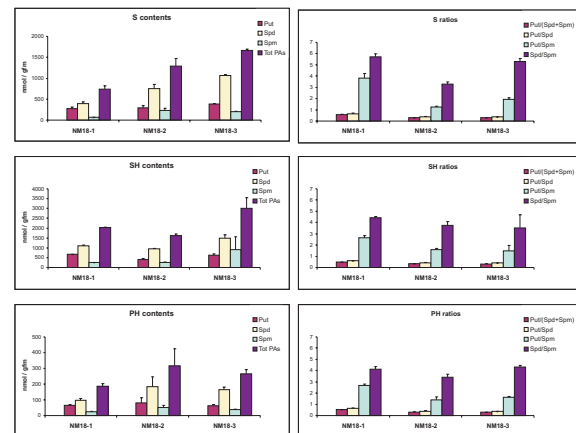 S contents
Put
Spd
Spm
Tot PAs
nmol / gfm
2000
1500
1000
500
0
NM18-1 NM18-2 NM18-3
S ratios
Put/(Spd+Spm)
Put/Spd
Put/Spm
Spd/Spm
7
6
5
4
3
2
1
0
NM18-1 NM18-2 NM18-3
SH contents
Put
Spd
Spm
Tot PAs
nmol / gfm
4000
3500
3000
2500
2000
1500
1000
500
0
NM18-1 NM18-2 NM18-3
SH ratios
Put/(Spd+Spm)
Put/Spd
Put/Spm
Spd/Spm
7
6
5
4
3
2
1
0
NM18-1 NM18-2 NM18-3
PH contents
Put
Spd
Spm
Tot PAs
nmol / gfm
500
400
300
200
100
0
NM18-1 NM18-2 NM18-3
PH ratios
Put/(Spd+Spm)
Put/Spd
Put/Spm
Spd/Spm
7
6
5
4
3
2
1
0
NM18-1 NM18-2 NM18-3